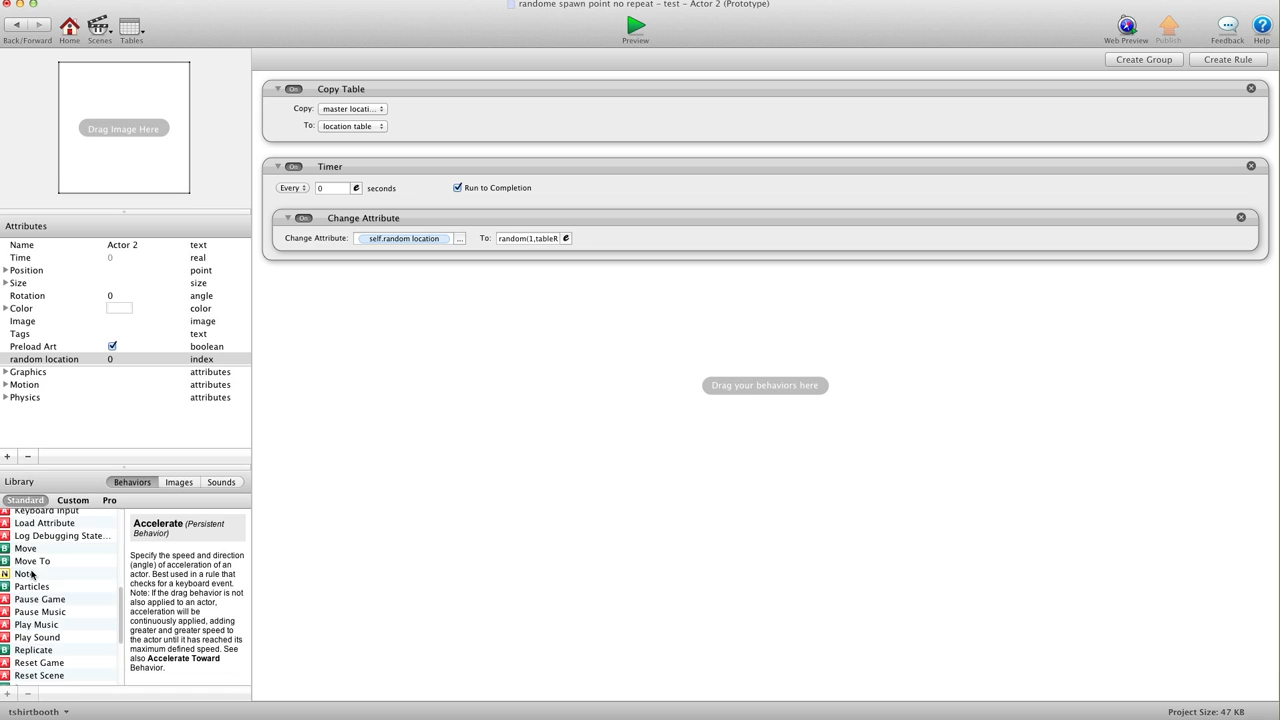 randome spawn point no repeat - test - Actor 2 (Prototype)
Back/Forward Home Scenes Tables Preview Web Preview Publish Feedback Help
Create Group Create Rule
Drag Image Here
Attributes
Name Actor 2 text
Time 0 real
Position point
Size size
Rotation 0 angle
Color color
Image image
Tags text
Preload Art boolean
random location 0 index
Graphics attributes
Motion attributes
Physics attributes
+ -
Library Behaviors Images Sounds
Standard Custom Pro
A Keyboard Input
A Load Attribute
A Log Debugging State...
B Move
B Move To
N Note
B Particles
A Pause Game
A Pause Music
A Play Music
A Play Sound
B Replicate
A Reset Game
A Reset Scene
Accelerate (Persistent
Behavior)
Specify the speed and direction
(angle) of acceleration of an
actor. Best used in a rule that
checks for a keyboard event.
Note: If the drag behavior is not
also applied to an actor,
acceleration will be
continuously applied, adding
greater and greater speed to
the actor until it has reached its
maximum defined speed. See
also Accelerate Toward
Behavior.
+ -
On Copy Table
Copy: master locati...
To: location table
On Timer
Every 0 e seconds Run to Completion
On Change Attribute
Change Attribute: self.random location ... To: random(1,tableR e
Drag your behaviors here
tshirtbooth Project Size: 47 KB